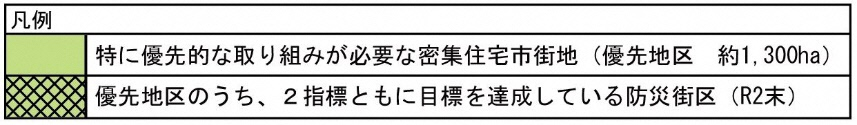 凡例
特に優先的な取り組みが必要な密集住宅市街地（優先地区　約1,300ha）
優先地区のうち、２指標ともに目標を達成している防災街区（R2末）